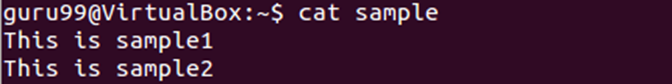 guru99@VirtualBox:~$ cat sample
This is sample1
This is sample2